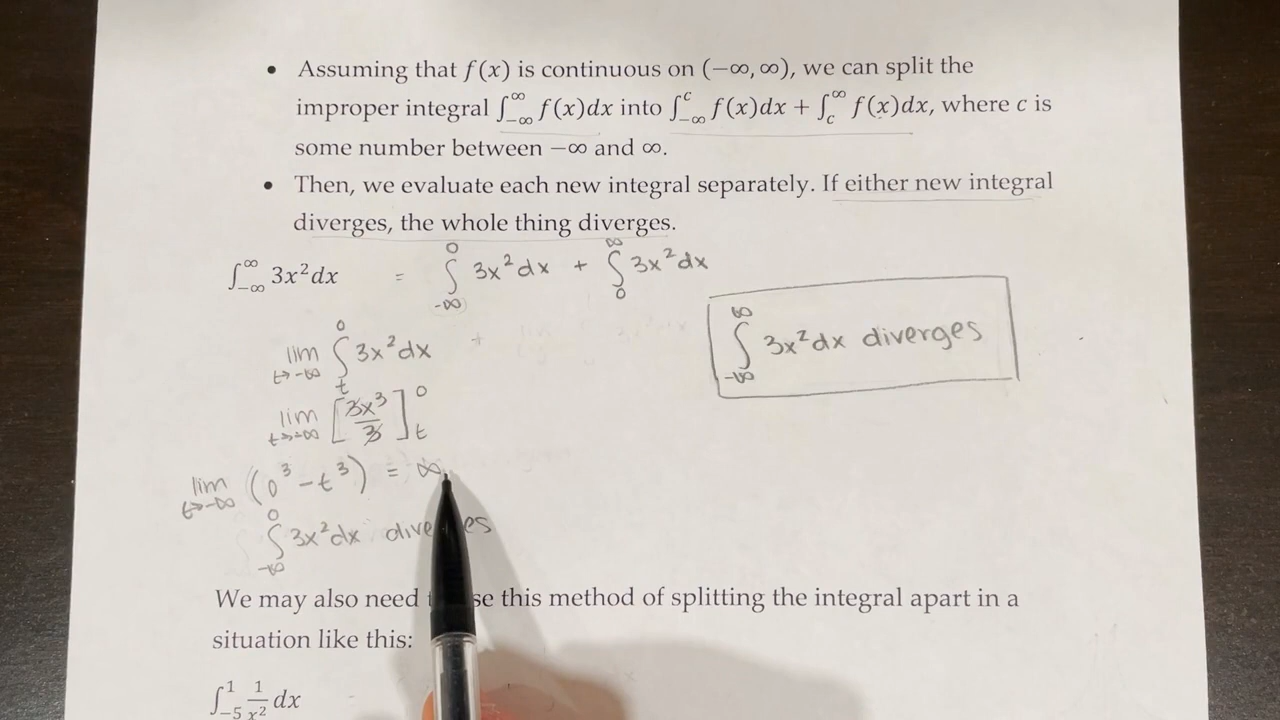 • Assuming that f(x) is continuous on (−∞, ∞), we can split the
improper integral ∫_{−∞}^{∞} f(x)dx into ∫_{−∞}^{c} f(x)dx + ∫_{c}^{∞} f(x)dx, where c is
some number between −∞ and ∞.
• Then, we evaluate each new integral separately. If either new integral
diverges, the whole thing diverges.
∫_{−∞}^{∞} 3x²dx = ∫_{-∞}^{0} 3x²dx + ∫_{0}^{∞} 3x²dx
∫_{-∞}^{∞} 3x²dx diverges
lim_{t→-∞} ∫_{t}^{0} 3x²dx
lim_{t→-∞} [3x³/3]_{t}^{0}
lim_{t→-∞} (0³ - t³) = ∞
∫_{-∞}^{0} 3x²dx diverges
We may also need se this method of splitting the integral apart in a
situation like this:
∫_{−5}^{1} 1/x² dx